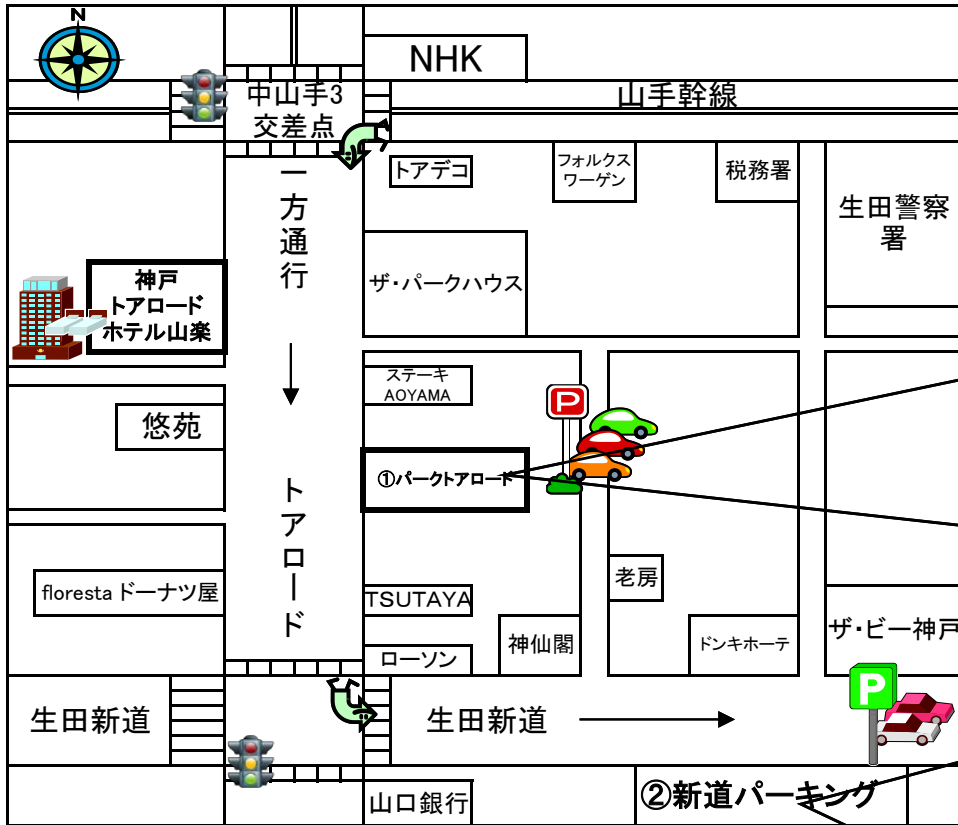 N
NHK
中山手3
交差点
山手幹線
トアデコ
フォルクス
ワーゲン
税務署
生田警察
署
一方通行
神戸
トアロード
ホテル山楽
ザ・パークハウス
ステーキ
AOYAMA
P
悠苑
①パークトアロード
トアロード
floresta ドーナツ屋
TSUTAYA
老房
ローソン
神仙閣
ドンキホーテ
ザ・ビー神戸
P
生田新道
生田新道
②新道パーキング
山口銀行